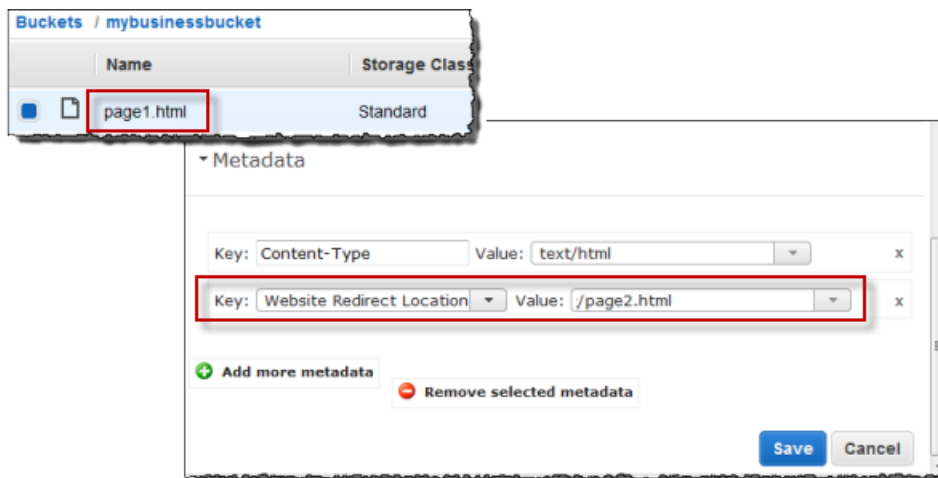 Buckets / mybusinessbucket
Name Storage Class
page1.html Standard
Metadata
Key: Content-Type Value: text/html x
Key: Website Redirect Location Value: /page2.html x
Add more metadata
Remove selected metadata
Save Cancel